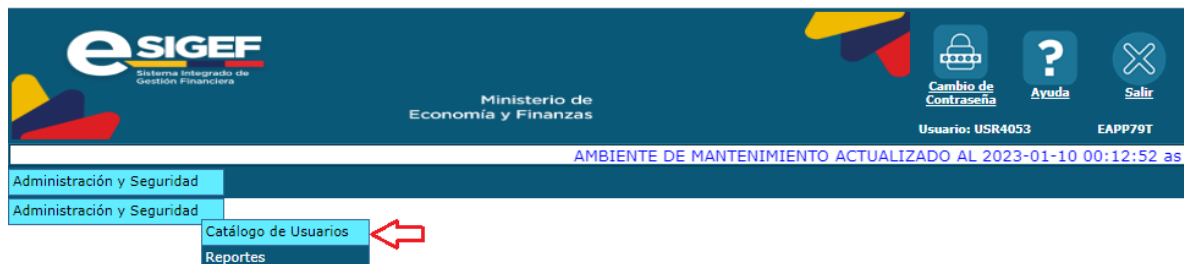 eSIGEF
Sistema Integrado de
Gestión Financiera
Ministerio de
Economía y Finanzas
Cambio de
Contraseña
Ayuda
Salir
Usuario: USR4053
EAPP79T
AMBIENTE DE MANTENIMIENTO ACTUALIZADO AL 2023-01-10 00:12:52 as
Administración y Seguridad
Administración y Seguridad
Catálogo de Usuarios
Reportes